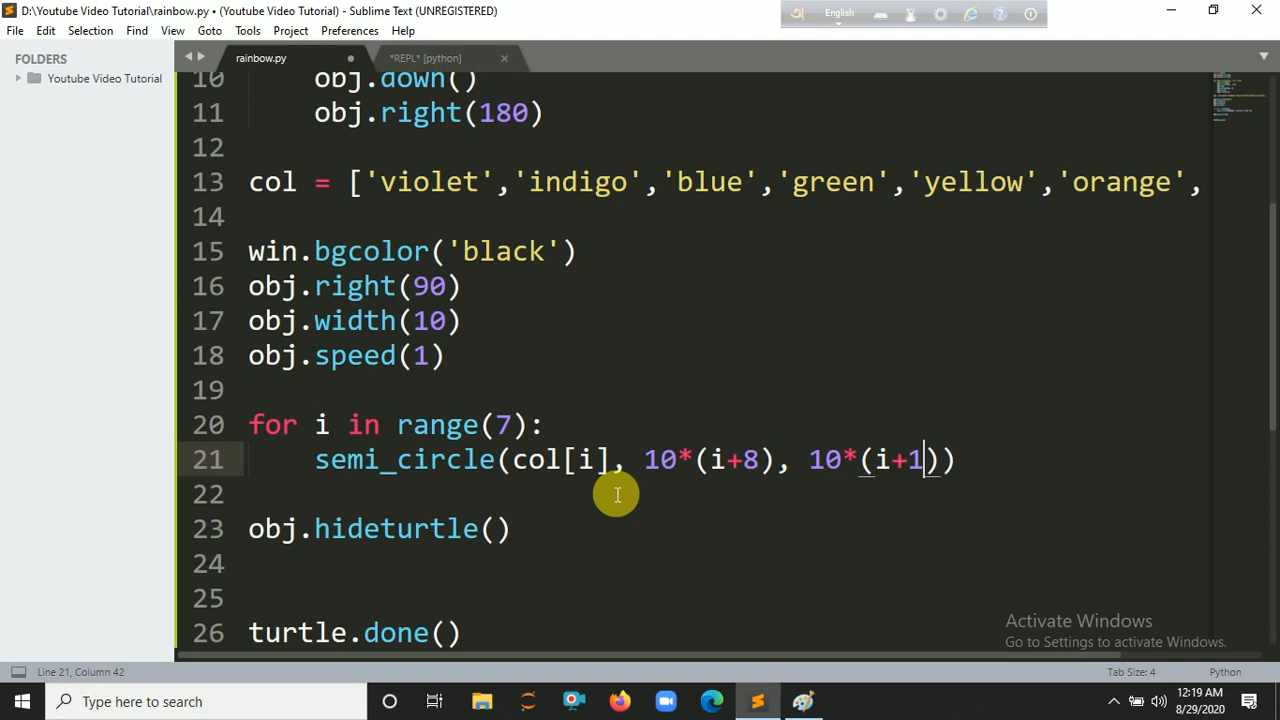 D:\Youtube Video Tutorial\rainbow.py • (Youtube Video Tutorial) - Sublime Text (UNREGISTERED)
English
File Edit Selection Find View Goto Tools Project Preferences Help
FOLDERS
Youtube Video Tutorial
rainbow.py
*REPL* [python]
10 obj.down()
11 obj.right(180)
12
13 col = ['violet','indigo','blue','green','yellow','orange',
14
15 win.bgcolor('black')
16 obj.right(90)
17 obj.width(10)
18 obj.speed(1)
19
20 for i in range(7):
21 semi_circle(col[i], 10*(i+8), 10*(i+1))
22
23 obj.hideturtle()
24
25
26 turtle.done()
Activate Windows
Go to Settings to activate Windows.
Line 21, Column 42
Tab Size: 4
Python
Type here to search
12:19 AM
8/29/2020